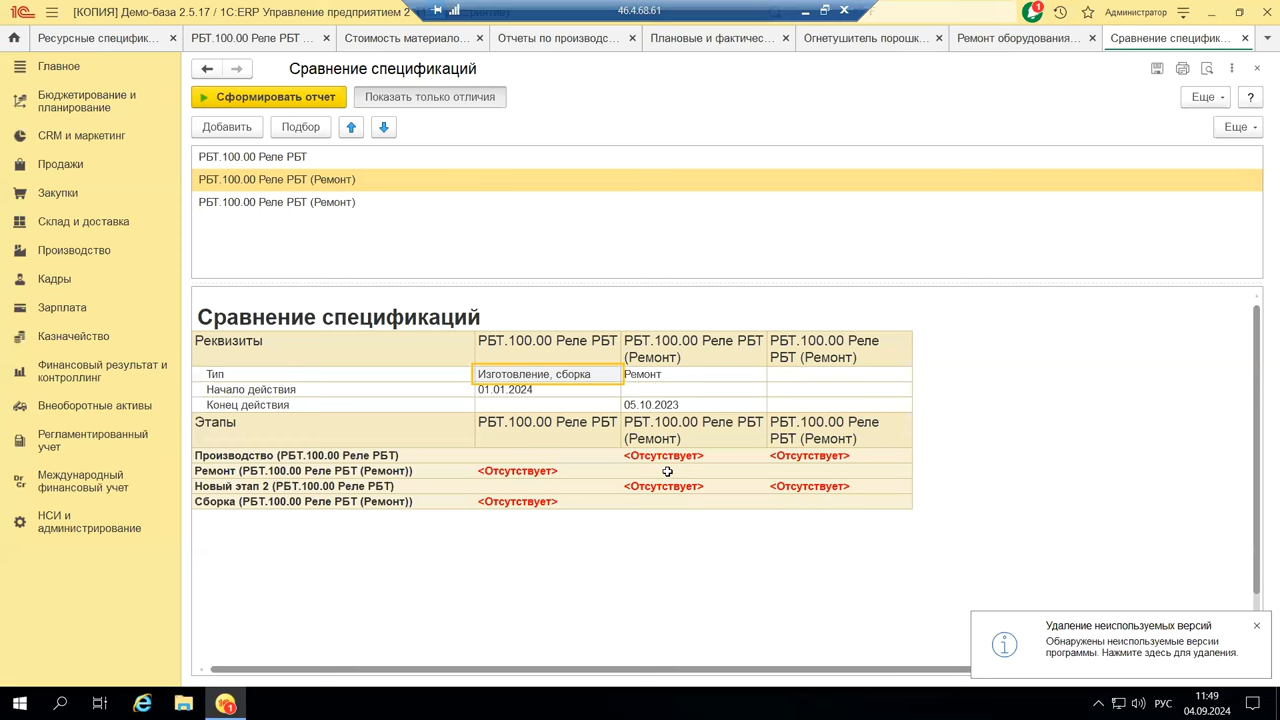 [КОПИЯ] Демо-база 2.5.17 / 1C:ERP Управление предприятием 2
46.4.68.61
1
Администратор
Ресурсные специфик...
РБТ.100.00 Реле РБТ ...
Стоимость материало...
Отчеты по производс...
Плановые и фактичес...
Огнетушитель порошк...
Ремонт оборудования...
Сравнение специфик...
Главное
Бюджетирование и
планирование
CRM и маркетинг
Продажи
Закупки
Склад и доставка
Производство
Кадры
Зарплата
Казначейство
Финансовый результат и
контроллинг
Внеоборотные активы
Регламентированный
учет
Dr
Cr
Международный
финансовый учет
НСИ и
администрирование
Сравнение спецификаций
Сформировать отчет
Показать только отличия
Еще
?
Добавить
Подбор
Еще
РБТ.100.00 Реле РБТ
РБТ.100.00 Реле РБТ (Ремонт)
РБТ.100.00 Реле РБТ (Ремонт)
Сравнение спецификаций
Реквизиты РБТ.100.00 Реле РБТ РБТ.100.00 Реле РБТ (Ремонт) РБТ.100.00 Реле РБТ (Ремонт)
Тип Изготовление, сборка Ремонт
Начало действия 01.01.2024
Конец действия 05.10.2023
Этапы РБТ.100.00 Реле РБТ РБТ.100.00 Реле РБТ (Ремонт) РБТ.100.00 Реле РБТ (Ремонт)
Производство (РБТ.100.00 Реле РБТ) <Отсутствует> <Отсутствует>
Ремонт (РБТ.100.00 Реле РБТ (Ремонт)) <Отсутствует>
Новый этап 2 (РБТ.100.00 Реле РБТ) <Отсутствует> <Отсутствует>
Сборка (РБТ.100.00 Реле РБТ (Ремонт)) <Отсутствует>
Удаление неиспользуемых версий
Обнаружены неиспользуемые версии
программы. Нажмите здесь для удаления.
1
РУС
11:49
04.09.2024